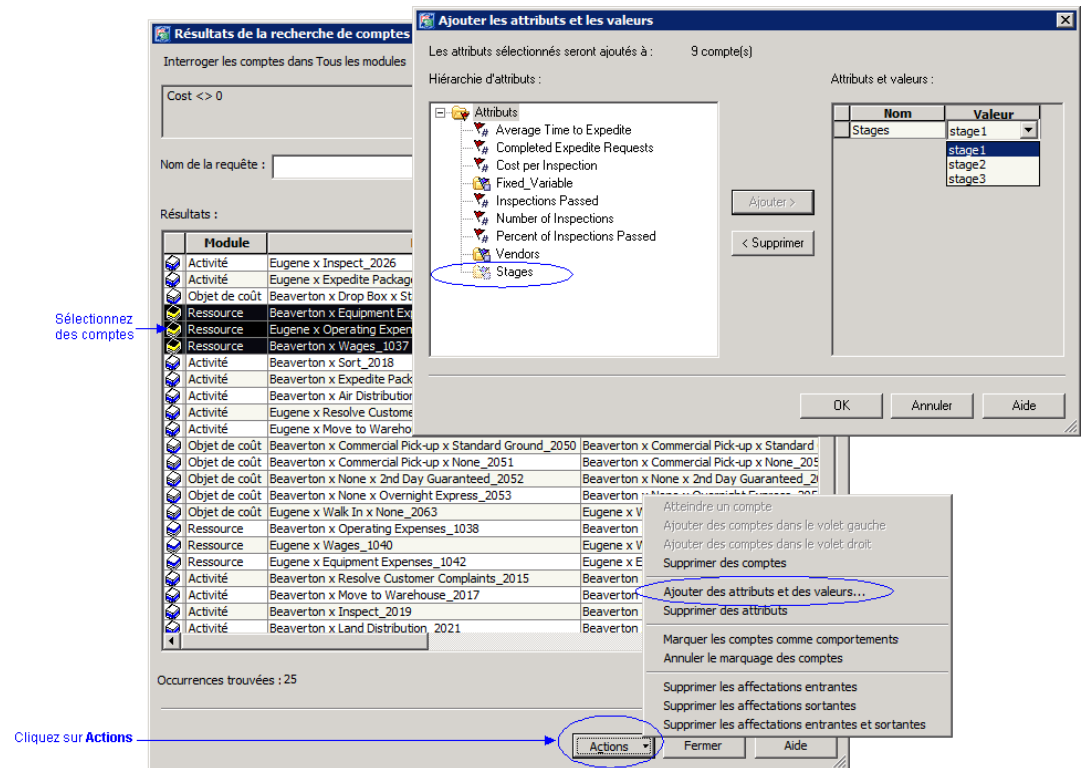 Résultats de la recherche de comptes
Interroger les comptes dans Tous les modules
Cost <> 0
Nom de la requête :
Résultats :
Module
Activité Eugene x Inspect_2026
Activité Eugene x Expedite Packag
Objet de coût Beaverton x Drop Box x St
Ressource Beaverton x Equipment Exp
Ressource Eugene x Operating Expen
Ressource Beaverton x Wages_1037
Activité Beaverton x Sort_2018
Activité Beaverton x Expedite Pack
Activité Beaverton x Air Distribution
Activité Eugene x Resolve Custome
Activité Eugene x Move to Wareho
Objet de coût Beaverton x Commercial Pick-up x Standard Ground_2050 Beaverton x Commercial Pick-up x Standard
Objet de coût Beaverton x Commercial Pick-up x None_2051 Beaverton x Commercial Pick-up x None_205
Objet de coût Beaverton x None x 2nd Day Guaranteed_2052 Beaverton x None x 2nd Day Guaranteed_2
Objet de coût Beaverton x None x Overnight Express_2053 Beaverton x None x Overnight Express_205
Objet de coût Eugene x Walk In x None_2063 Eugene x W
Ressource Beaverton x Operating Expenses_1038 Beaverton
Ressource Eugene x Wages_1040 Eugene x W
Ressource Eugene x Equipment Expenses_1042 Eugene x E
Activité Beaverton x Resolve Customer Complaints_2015 Beaverton
Activité Beaverton x Move to Warehouse_2017 Beaverton
Activité Beaverton x Inspect_2019 Beaverton
Activité Beaverton x Land Distribution_2021 Beaverton
Occurrences trouvées : 25
Actions
Fermer
Aide
Sélectionnez
des comptes
Cliquez sur Actions
Ajouter les attributs et les valeurs
Les attributs sélectionnés seront ajoutés à : 9 compte(s)
Hiérarchie d'attributs :
Attributs
Average Time to Expedite
Completed Expedite Requests
Cost per Inspection
Fixed_Variable
Inspections Passed
Number of Inspections
Percent of Inspections Passed
Vendors
Stages
Ajouter >
< Supprimer
Attributs et valeurs :
Nom Valeur
Stages stage1
stage1
stage2
stage3
OK
Annuler
Aide
Atteindre un compte
Ajouter des comptes dans le volet gauche
Ajouter des comptes dans le volet droit
Supprimer des comptes
Ajouter des attributs et des valeurs...
Supprimer des attributs
Marquer les comptes comme comportements
Annuler le marquage des comptes
Supprimer les affectations entrantes
Supprimer les affectations sortantes
Supprimer les affectations entrantes et sortantes